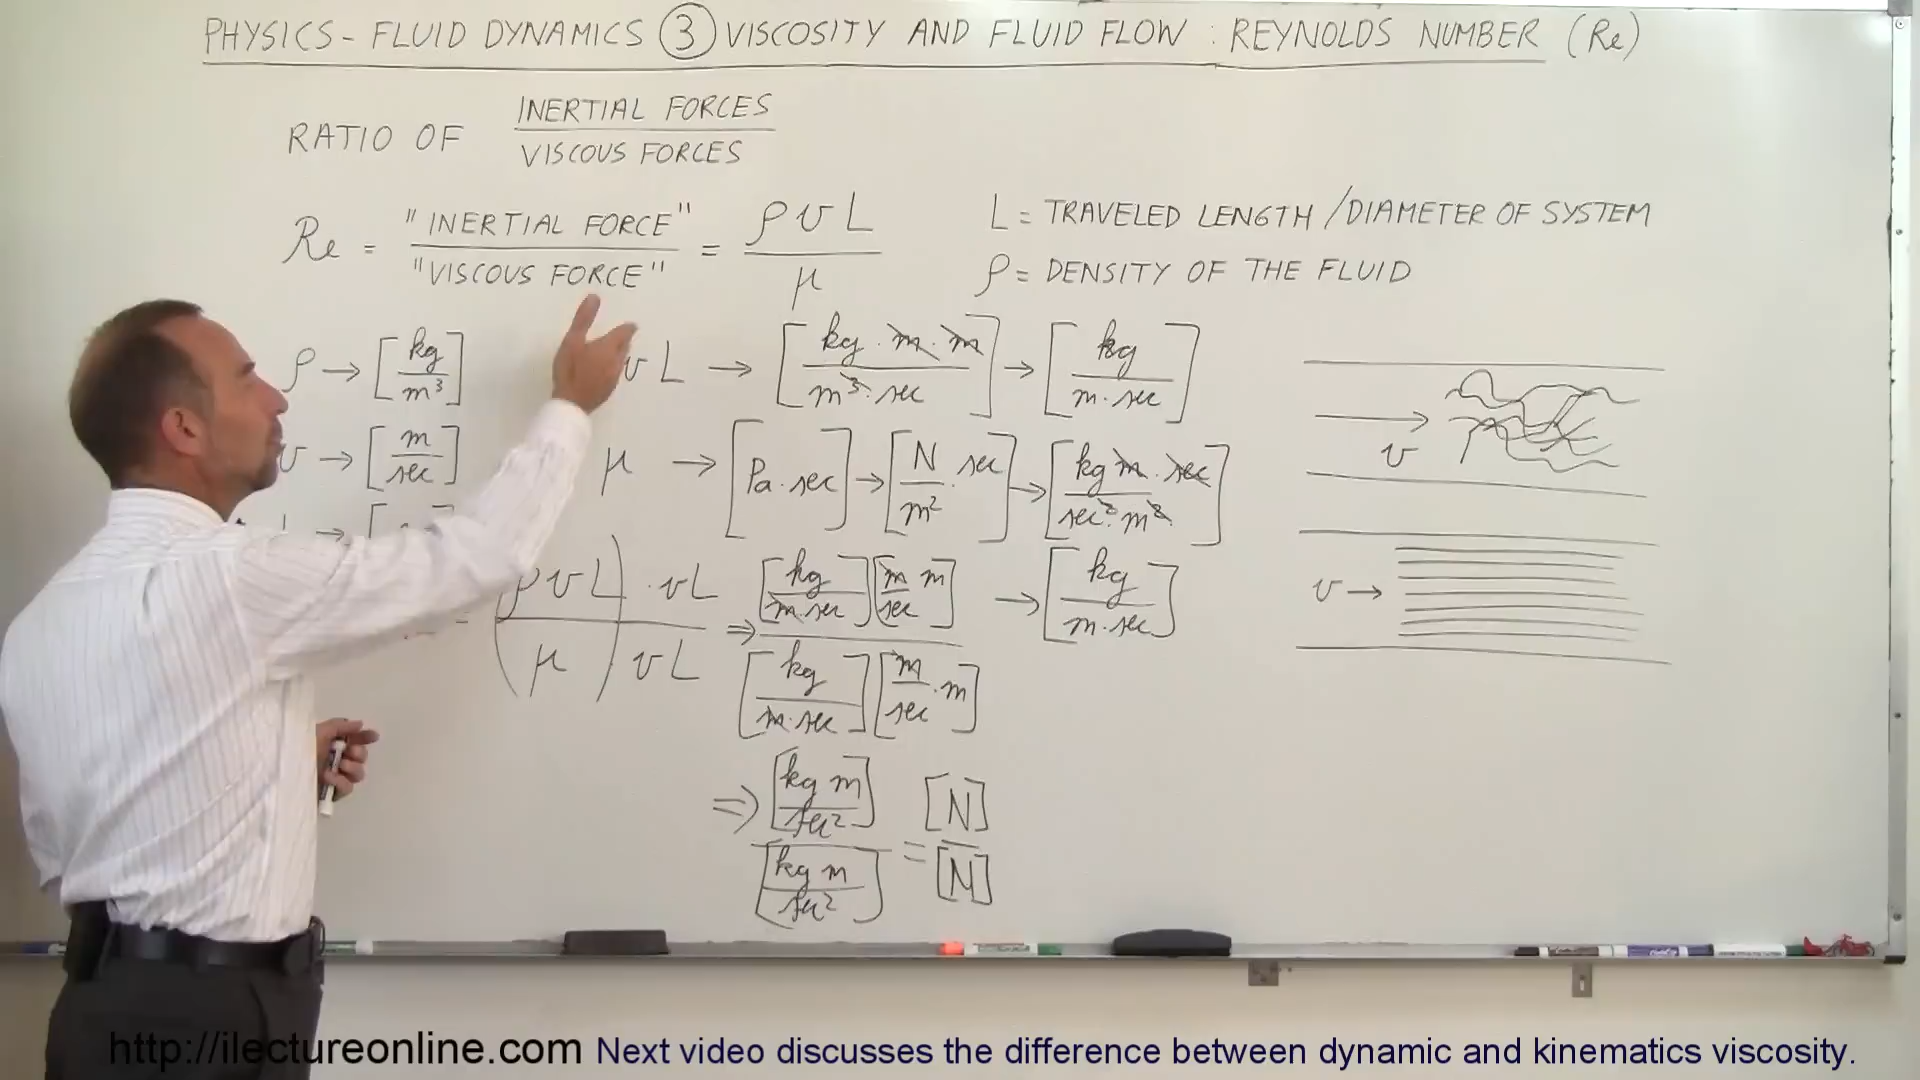 PHYSICS - FLUID DYNAMICS ③ VISCOSITY AND FLUID FLOW : REYNOLDS NUMBER (Re)
RATIO OF INERTIAL FORCES / VISCOUS FORCES
Re = "INERTIAL FORCE" / "VISCOUS FORCE" = ρ v L / μ
L = TRAVELED LENGTH / DIAMETER OF SYSTEM
ρ = DENSITY OF THE FLUID
ρ → [kg / m³]
v L → [kg · m · m / m³ · sec] → [kg / m · sec]
v → [m / sec]
μ → [Pa · sec] → [N / m² · sec] → [kg m · sec / sec² · m²]
→ [kg / m · sec]
(ρ v L / μ) · vL / vL ⇒ [kg / m · sec] [m / sec m] / [kg / m · sec] [m / sec · m]
⇒ [kg m / sec²] / [kg m / sec²] = [N] / [N]
v
v →
http://ilectureonline.com Next video discusses the difference between dynamic and kinematics viscosity.